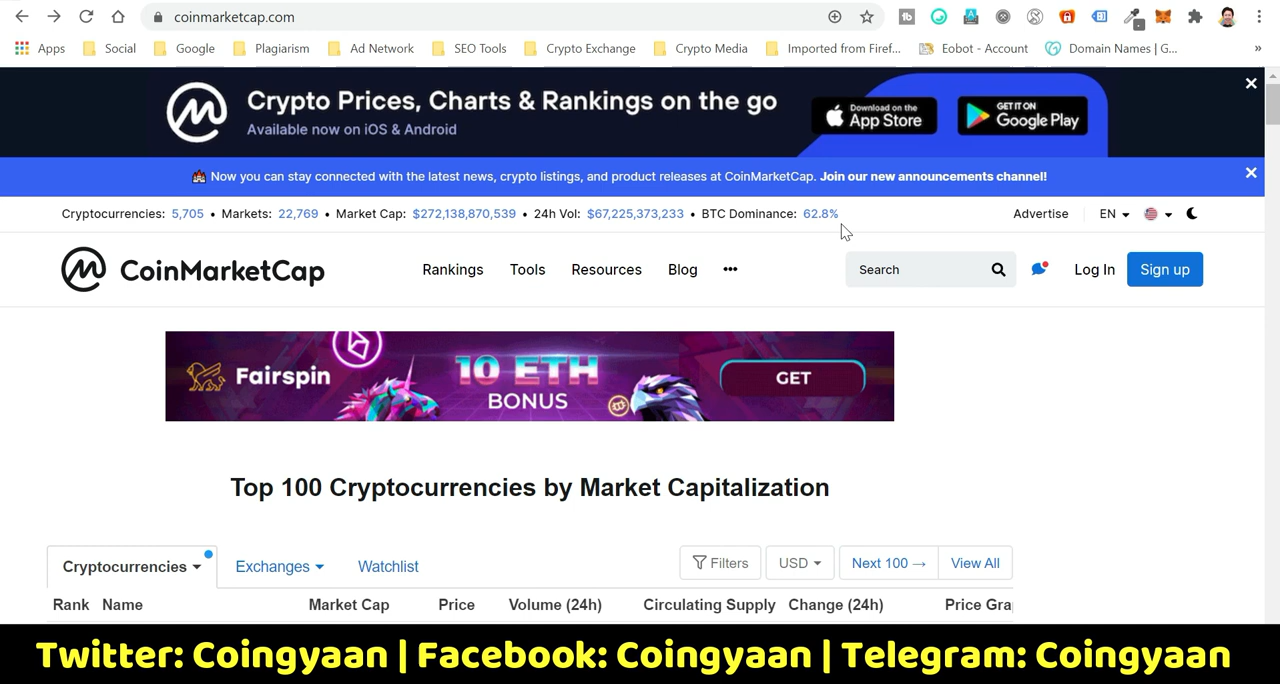 coinmarketcap.com
Apps Social Google Plagiarism Ad Network SEO Tools Crypto Exchange Crypto Media Imported from Firef... Eobot - Account Domain Names | G... »
Crypto Prices, Charts & Rankings on the go
Available now on iOS & Android
Download on the
App Store
GET IT ON
Google Play
Now you can stay connected with the latest news, crypto listings, and product releases at CoinMarketCap. Join our new announcements channel!
Cryptocurrencies: 5,705 • Markets: 22,769 • Market Cap: $272,138,870,539 • 24h Vol: $67,225,373,233 • BTC Dominance: 62.8% Advertise EN
CoinMarketCap Rankings Tools Resources Blog ••• Search Log In Sign up
Fairspin
10 ETH
BONUS
GET
Top 100 Cryptocurrencies by Market Capitalization
Cryptocurrencies Exchanges Watchlist Filters USD Next 100 → View All
Rank Name Market Cap Price Volume (24h) Circulating Supply Change (24h) Price Gra
Twitter: Coingyaan | Facebook: Coingyaan | Telegram: Coingyaan